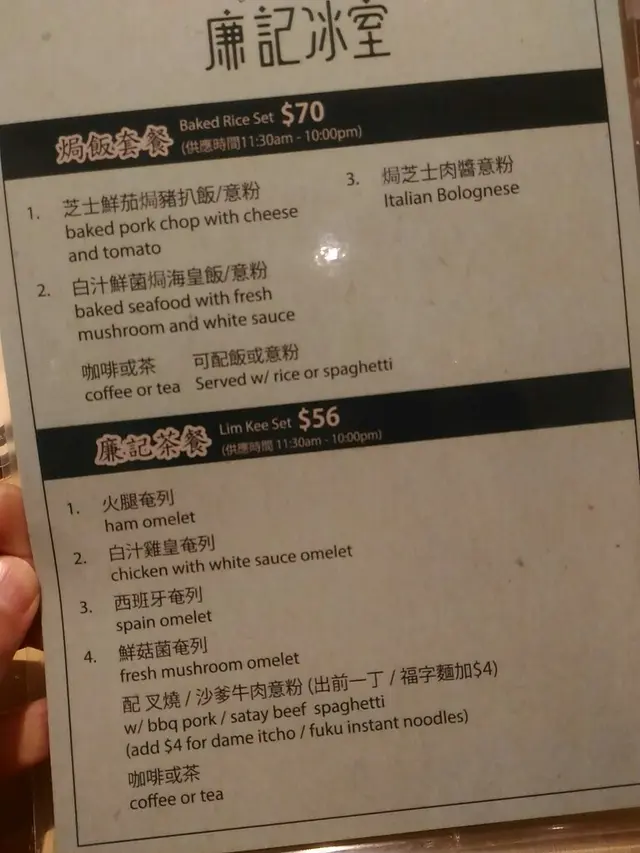 廉記冰室
焗飯套餐 Baked Rice Set $70
(供應時間11:30am - 10:00pm)
1. 芝士鮮茄焗豬扒飯/意粉
baked pork chop with cheese
and tomato
2. 白汁鮮菌焗海皇飯/意粉
baked seafood with fresh
mushroom and white sauce
3. 焗芝士肉醬意粉
Italian Bolognese
咖啡或茶 可配飯或意粉
coffee or tea Served w/ rice or spaghetti
廉記茶餐 Lim Kee Set $56
(供應時間 11:30am - 10:00pm)
1. 火腿奄列
ham omelet
2. 白汁雞皇奄列
chicken with white sauce omelet
3. 西班牙奄列
spain omelet
4. 鮮菇菌奄列
fresh mushroom omelet
配 叉燒 / 沙爹牛肉意粉 (出前一丁 / 福字麵加$4)
w/ bbq pork / satay beef spaghetti
(add $4 for dame itcho / fuku instant noodles)
咖啡或茶
coffee or tea